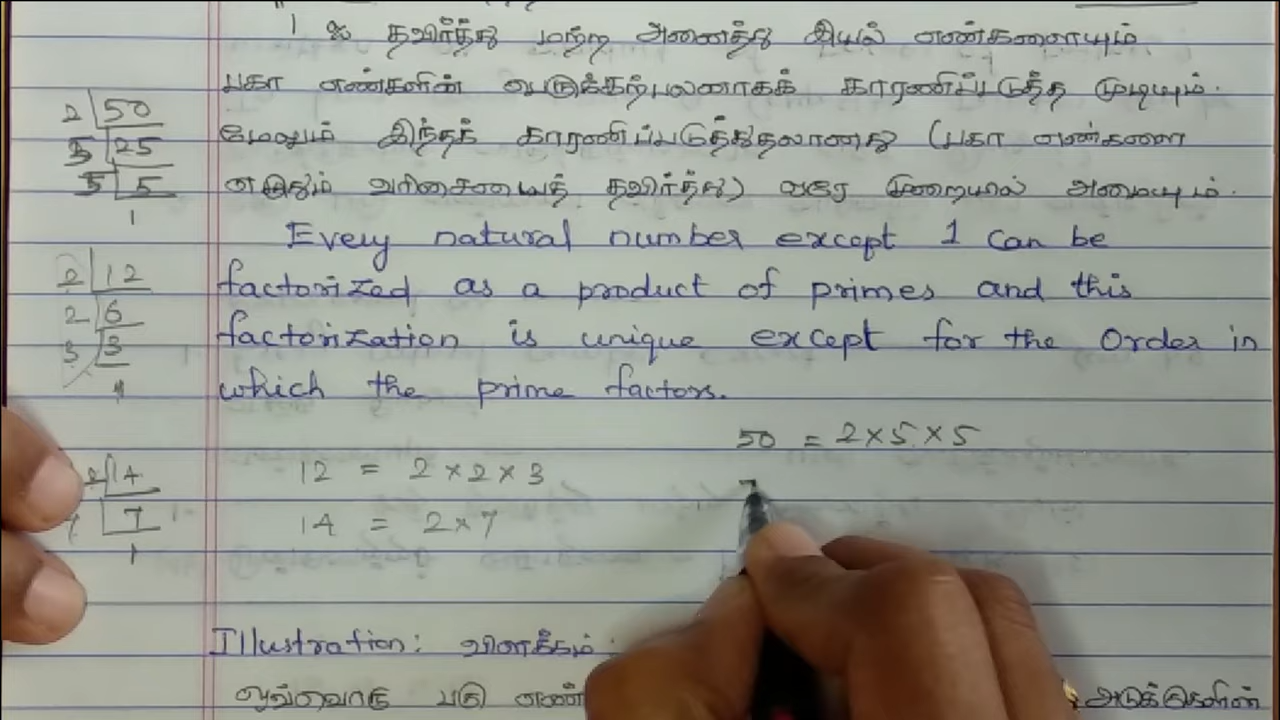 1 ஐ தவிர்த்து மற்ற அனைத்து இயல் எண்களையும்
பகா எண்களின் பெருக்கற்பலனாகக் காரணிப்படுத்த முடியும்.
மேலும் இந்தக் காரணிப்படுத்துதலானது (பகா எண்களை
எழுதும் வரிசையைத் தவிர்த்து) ஒரே முறையில் அமையும்.
Every natural number except 1 can be
factorized as a product of primes and this
factorization is unique except for the Order in
which the prime factors.
2 50
5 25
5 5
1
2 12
2 6
3 3
1
2 14
7
1
50 = 2 × 5 × 5
12 = 2 × 2 × 3
14 = 2 × 7
Illustration: விளக்கம்:
ஒவ்வொரு பகு எண் அடுக்குகளின்